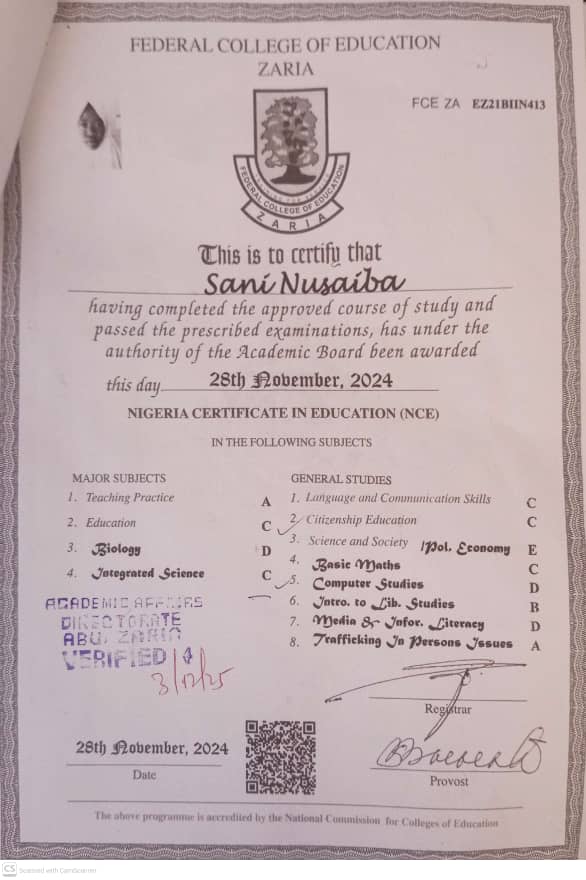 FEDERAL COLLEGE OF EDUCATION
ZARIA
FCE ZA EZ21BIIN413
FEDERAL COLLEGE OF EDUCATION
ZARIA
This is to certify that
Sani Nusaiba
having completed the approved course of study and
passed the prescribed examinations, has under the
authority of the Academic Board been awarded
this day 28th November, 2024
NIGERIA CERTIFICATE IN EDUCATION (NCE)
IN THE FOLLOWING SUBJECTS
MAJOR SUBJECTS
1. Teaching Practice A
2. Education C
3. Biology D
4. Integrated Science C
GENERAL STUDIES
1. Language and Communication Skills C
2. Citizenship Education C
3. Science and Society /Pol. Economy E
4. Basic Maths C
5. Computer Studies D
6. Intro. to Lib. Studies B
7. Media & Infor. Literacy D
8. Trafficking In Persons Issues A
ACADEMIC AFFAIRS
DIRECTORATE
ABU, ZARIA
VERIFIED
3/12/25
Registrar
28th November, 2024
Date
Provost
The above programme is accredited by the National Commission for Colleges of Education
CS Scanned with CamScanner